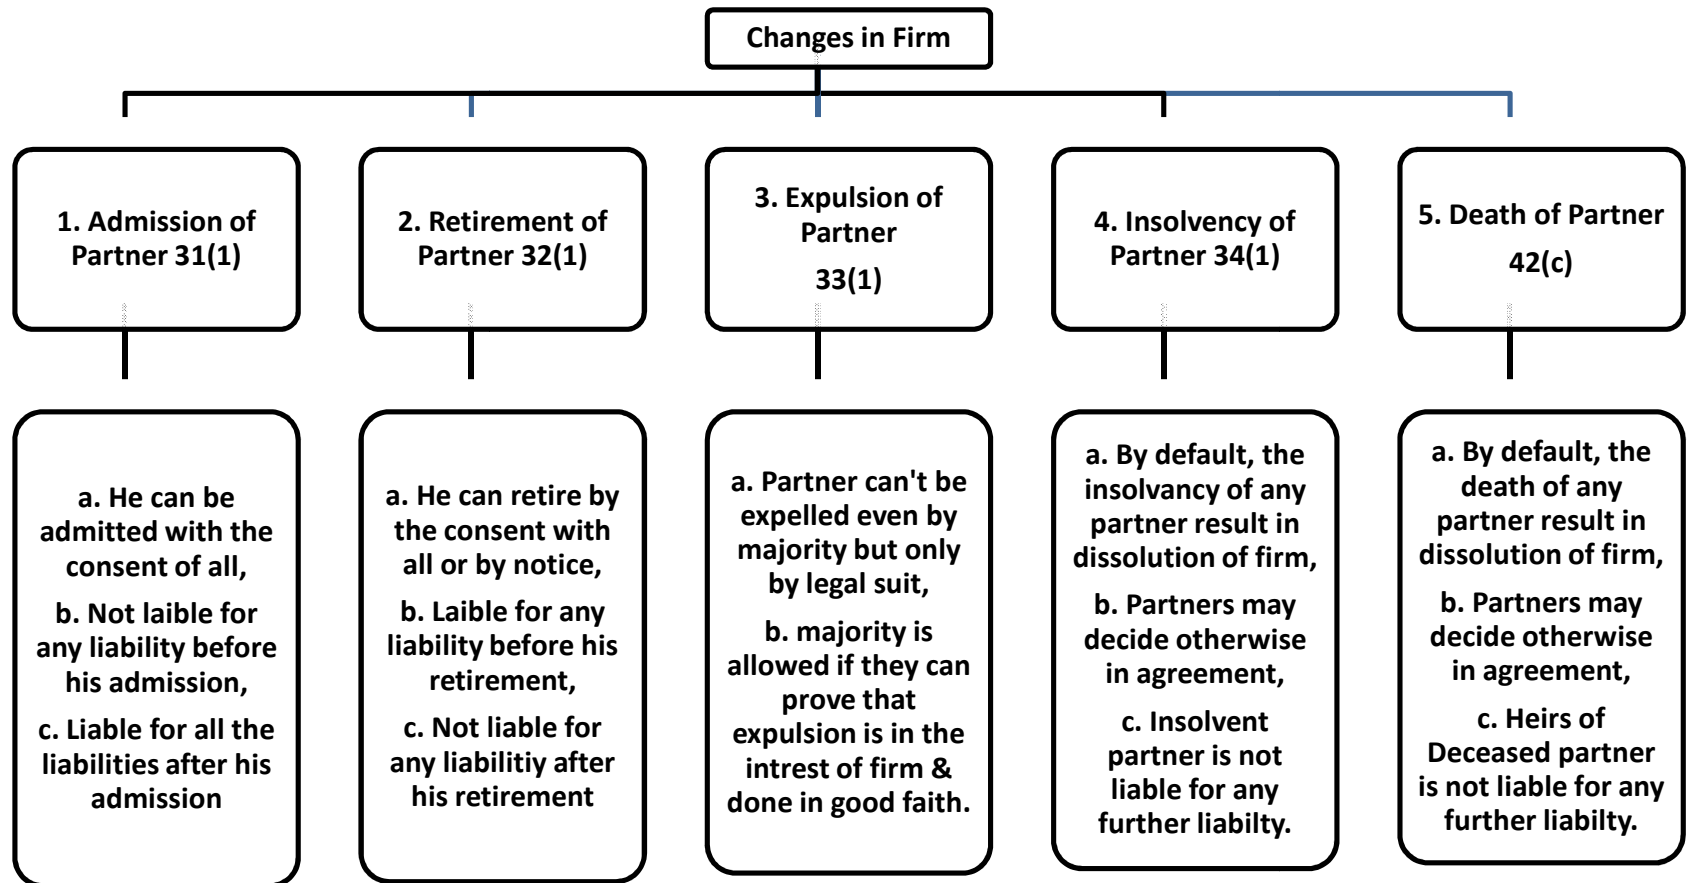 Changes in Firm
1. Admission of
Partner 31(1)
2. Retirement of
Partner 32(1)
3. Expulsion of
Partner
33(1)
4. Insolvency of
Partner 34(1)
5. Death of Partner
42(c)
a. He can be
admitted with the
consent of all,
b. Not laible for
any liability before
his admission,
c. Liable for all the
liabilities after his
admission
a. He can retire by
the consent with
all or by notice,
b. Laible for any
liability before his
retirement,
c. Not liable for
any liabilitiy after
his retirement
a. Partner can't be
expelled even by
majority but only
by legal suit,
b. majority is
allowed if they can
prove that
expulsion is in the
intrest of firm &
done in good faith.
a. By default, the
insolvancy of any
partner result in
dissolution of firm,
b. Partners may
decide otherwise
in agreement,
c. Insolvent
partner is not
liable for any
further liabilty.
a. By default, the
death of any
partner result in
dissolution of firm,
b. Partners may
decide otherwise
in agreement,
c. Heirs of
Deceased partner
is not liable for any
further liabilty.